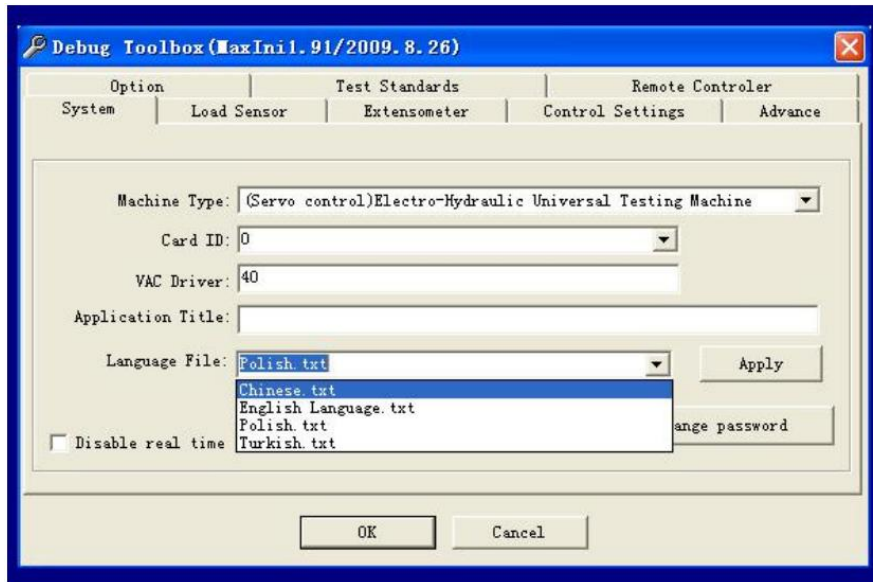 Debug Toolbox(MaxIni1.91/2009.8.26)
Option Test Standards Remote Controler
System Load Sensor Extensometer Control Settings Advance
Machine Type: (Servo control)Electro-Hydraulic Universal Testing Machine
Card ID: 0
VAC Driver: 40
Application Title:
Language File: Polish.txt Apply
Chinese.txt
English Language.txt
Polish.txt
Turkish.txt
Disable real time ange password
OK Cancel